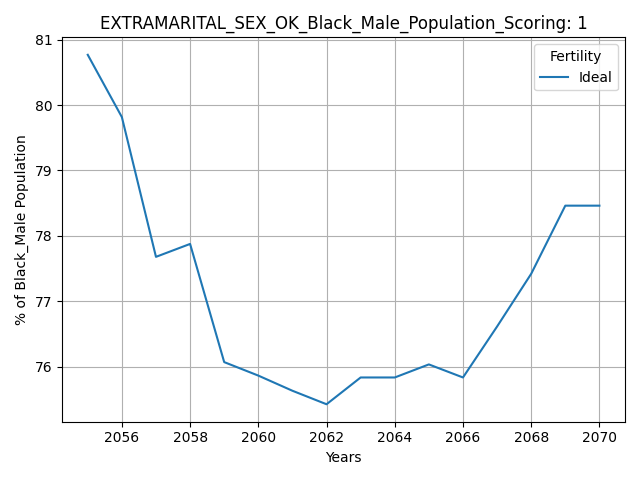 EXTRAMARITAL_SEX_OK_Black_Male_Population_Scoring: 1
81
80
79
78
77
76
% of Black_Male Population
Fertility
Ideal
2056 2058 2060 2062 2064 2066 2068 2070
Years